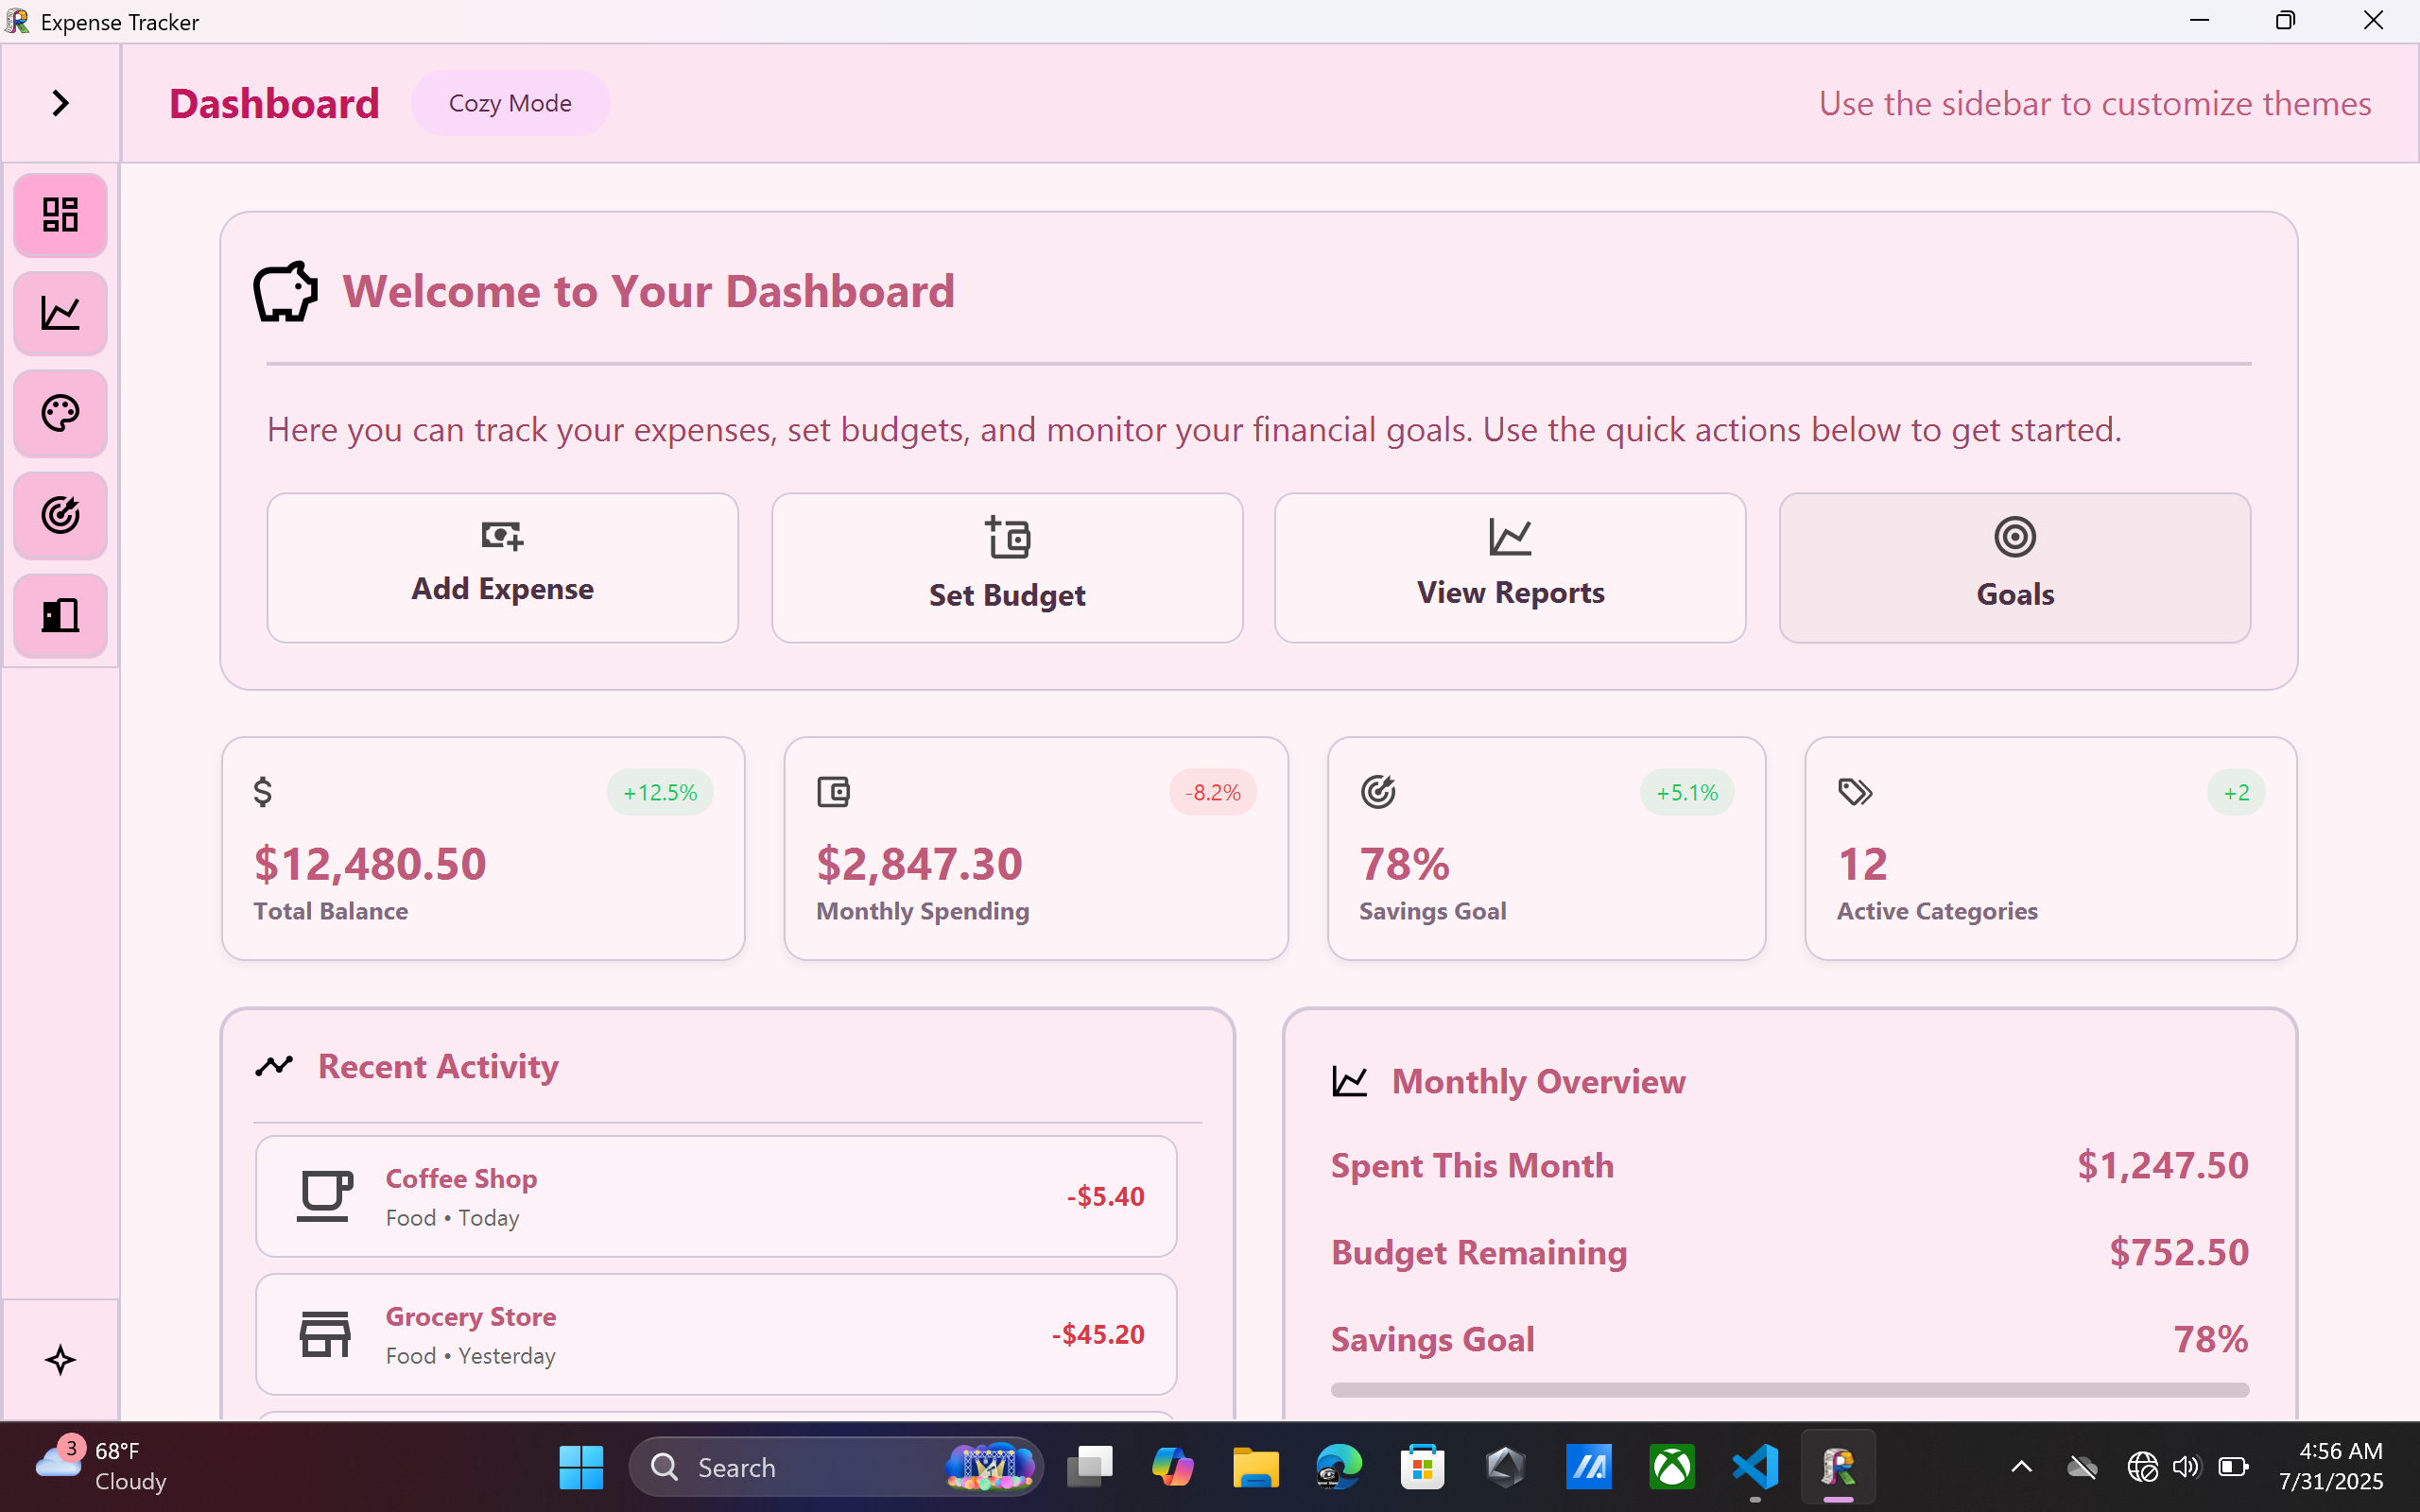 Expense Tracker
Dashboard
Cozy Mode
Use the sidebar to customize themes
Welcome to Your Dashboard
Here you can track your expenses, set budgets, and monitor your financial goals. Use the quick actions below to get started.
Add Expense
Set Budget
View Reports
Goals
+12.5%
$12,480.50
Total Balance
-8.2%
$2,847.30
Monthly Spending
+5.1%
78%
Savings Goal
+2
12
Active Categories
Recent Activity
Coffee Shop
Food • Today
-$5.40
Grocery Store
Food • Yesterday
-$45.20
Monthly Overview
Spent This Month
$1,247.50
Budget Remaining
$752.50
Savings Goal
78%
3
68°F
Cloudy
Search
4:56 AM
7/31/2025